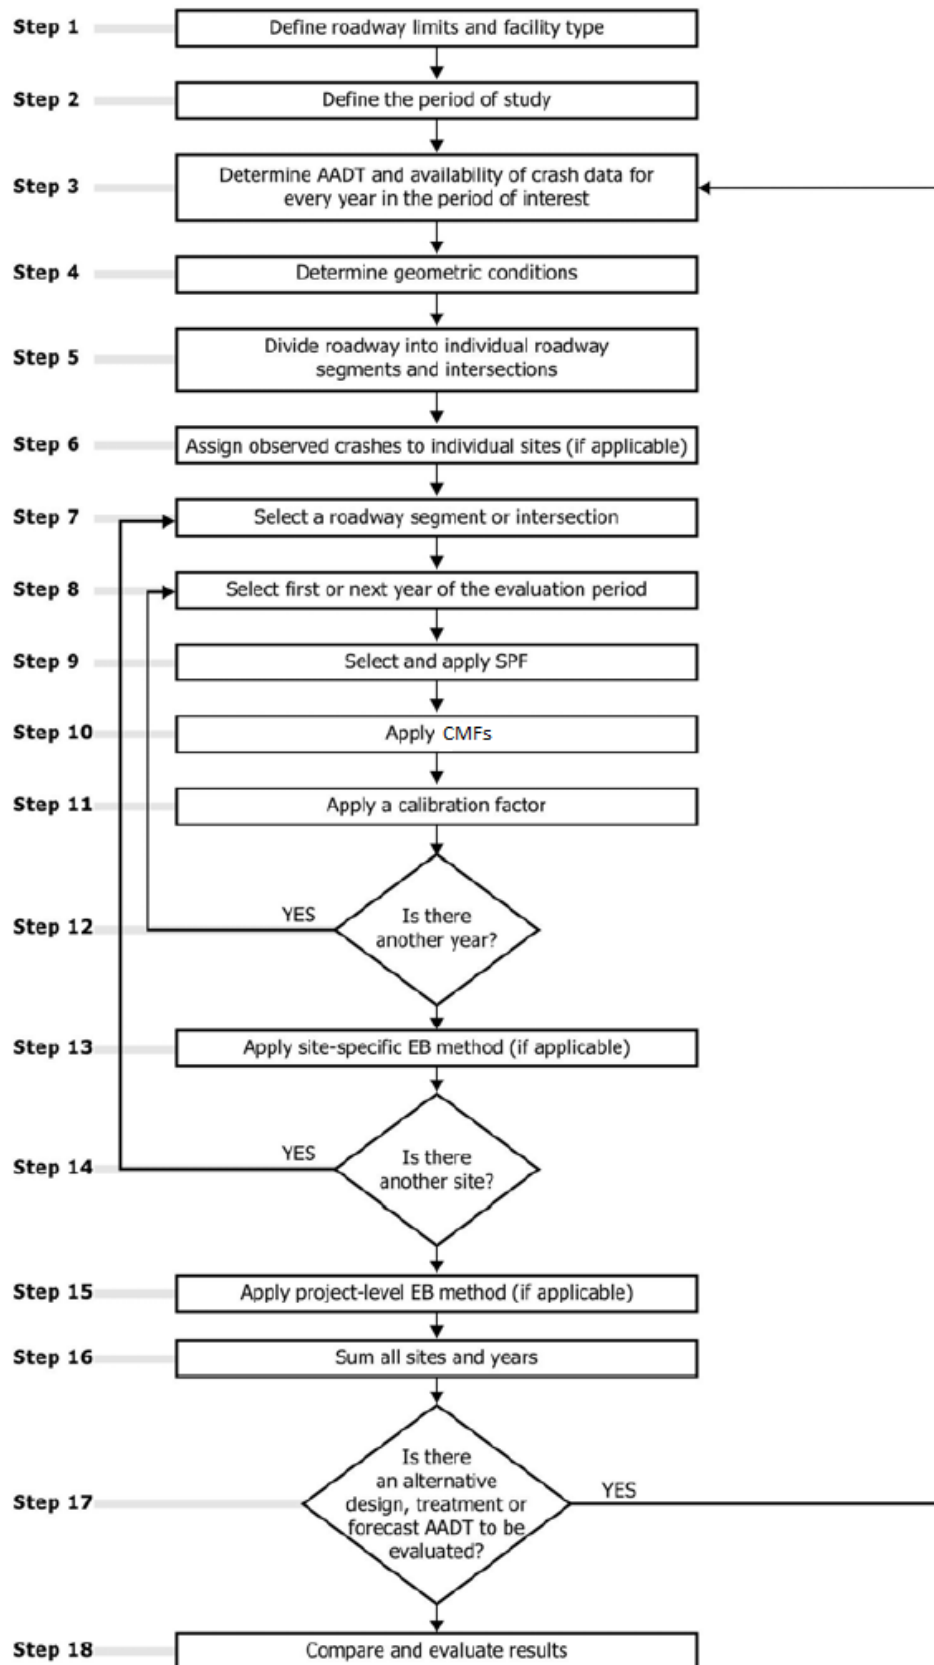 Step 1
Define roadway limits and facility type
Step 2
Define the period of study
Step 3
Determine AADT and availability of crash data for
every year in the period of interest
Step 4
Determine geometric conditions
Step 5
Divide roadway into individual roadway
segments and intersections
Step 6
Assign observed crashes to individual sites (if applicable)
Step 7
Select a roadway segment or intersection
Step 8
Select first or next year of the evaluation period
Step 9
Select and apply SPF
Step 10
Apply CMFs
Step 11
Apply a calibration factor
Step 12
YES
Is there
another year?
Step 13
Apply site-specific EB method (if applicable)
Step 14
YES
Is there
another site?
Step 15
Apply project-level EB method (if applicable)
Step 16
Sum all sites and years
Step 17
Is there
an alternative
design, treatment or
forecast AADT to be
evaluated?
YES
Step 18
Compare and evaluate results